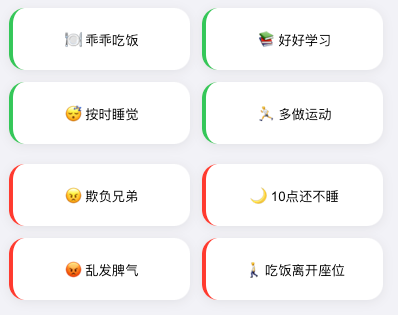 🍽️ 乖乖吃饭
📚 好好学习
😴 按时睡觉
🏃 多做运动
😠 欺负兄弟
🌙 10点还不睡
😡 乱发脾气
🚶 吃饭离开座位